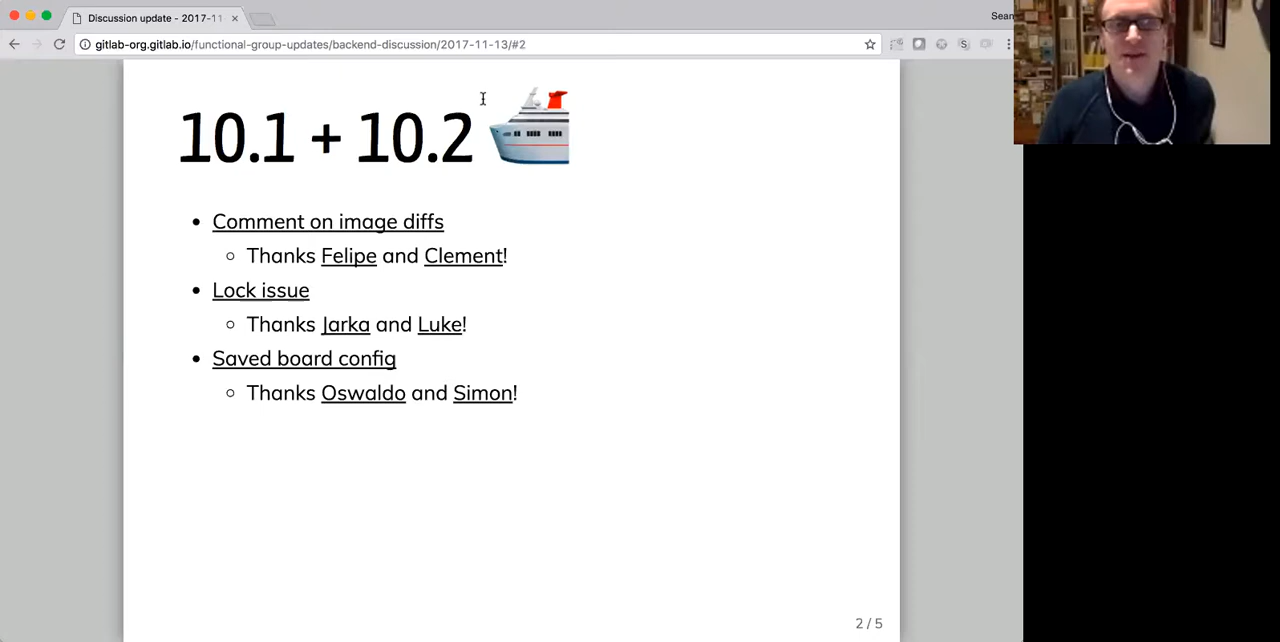 Discussion update - 2017-11
Sean
gitlab-org.gitlab.io/functional-group-updates/backend-discussion/2017-11-13/#2
10.1 + 10.2
Comment on image diffs
Thanks Felipe and Clement!
Lock issue
Thanks Jarka and Luke!
Saved board config
Thanks Oswaldo and Simon!
2 / 5